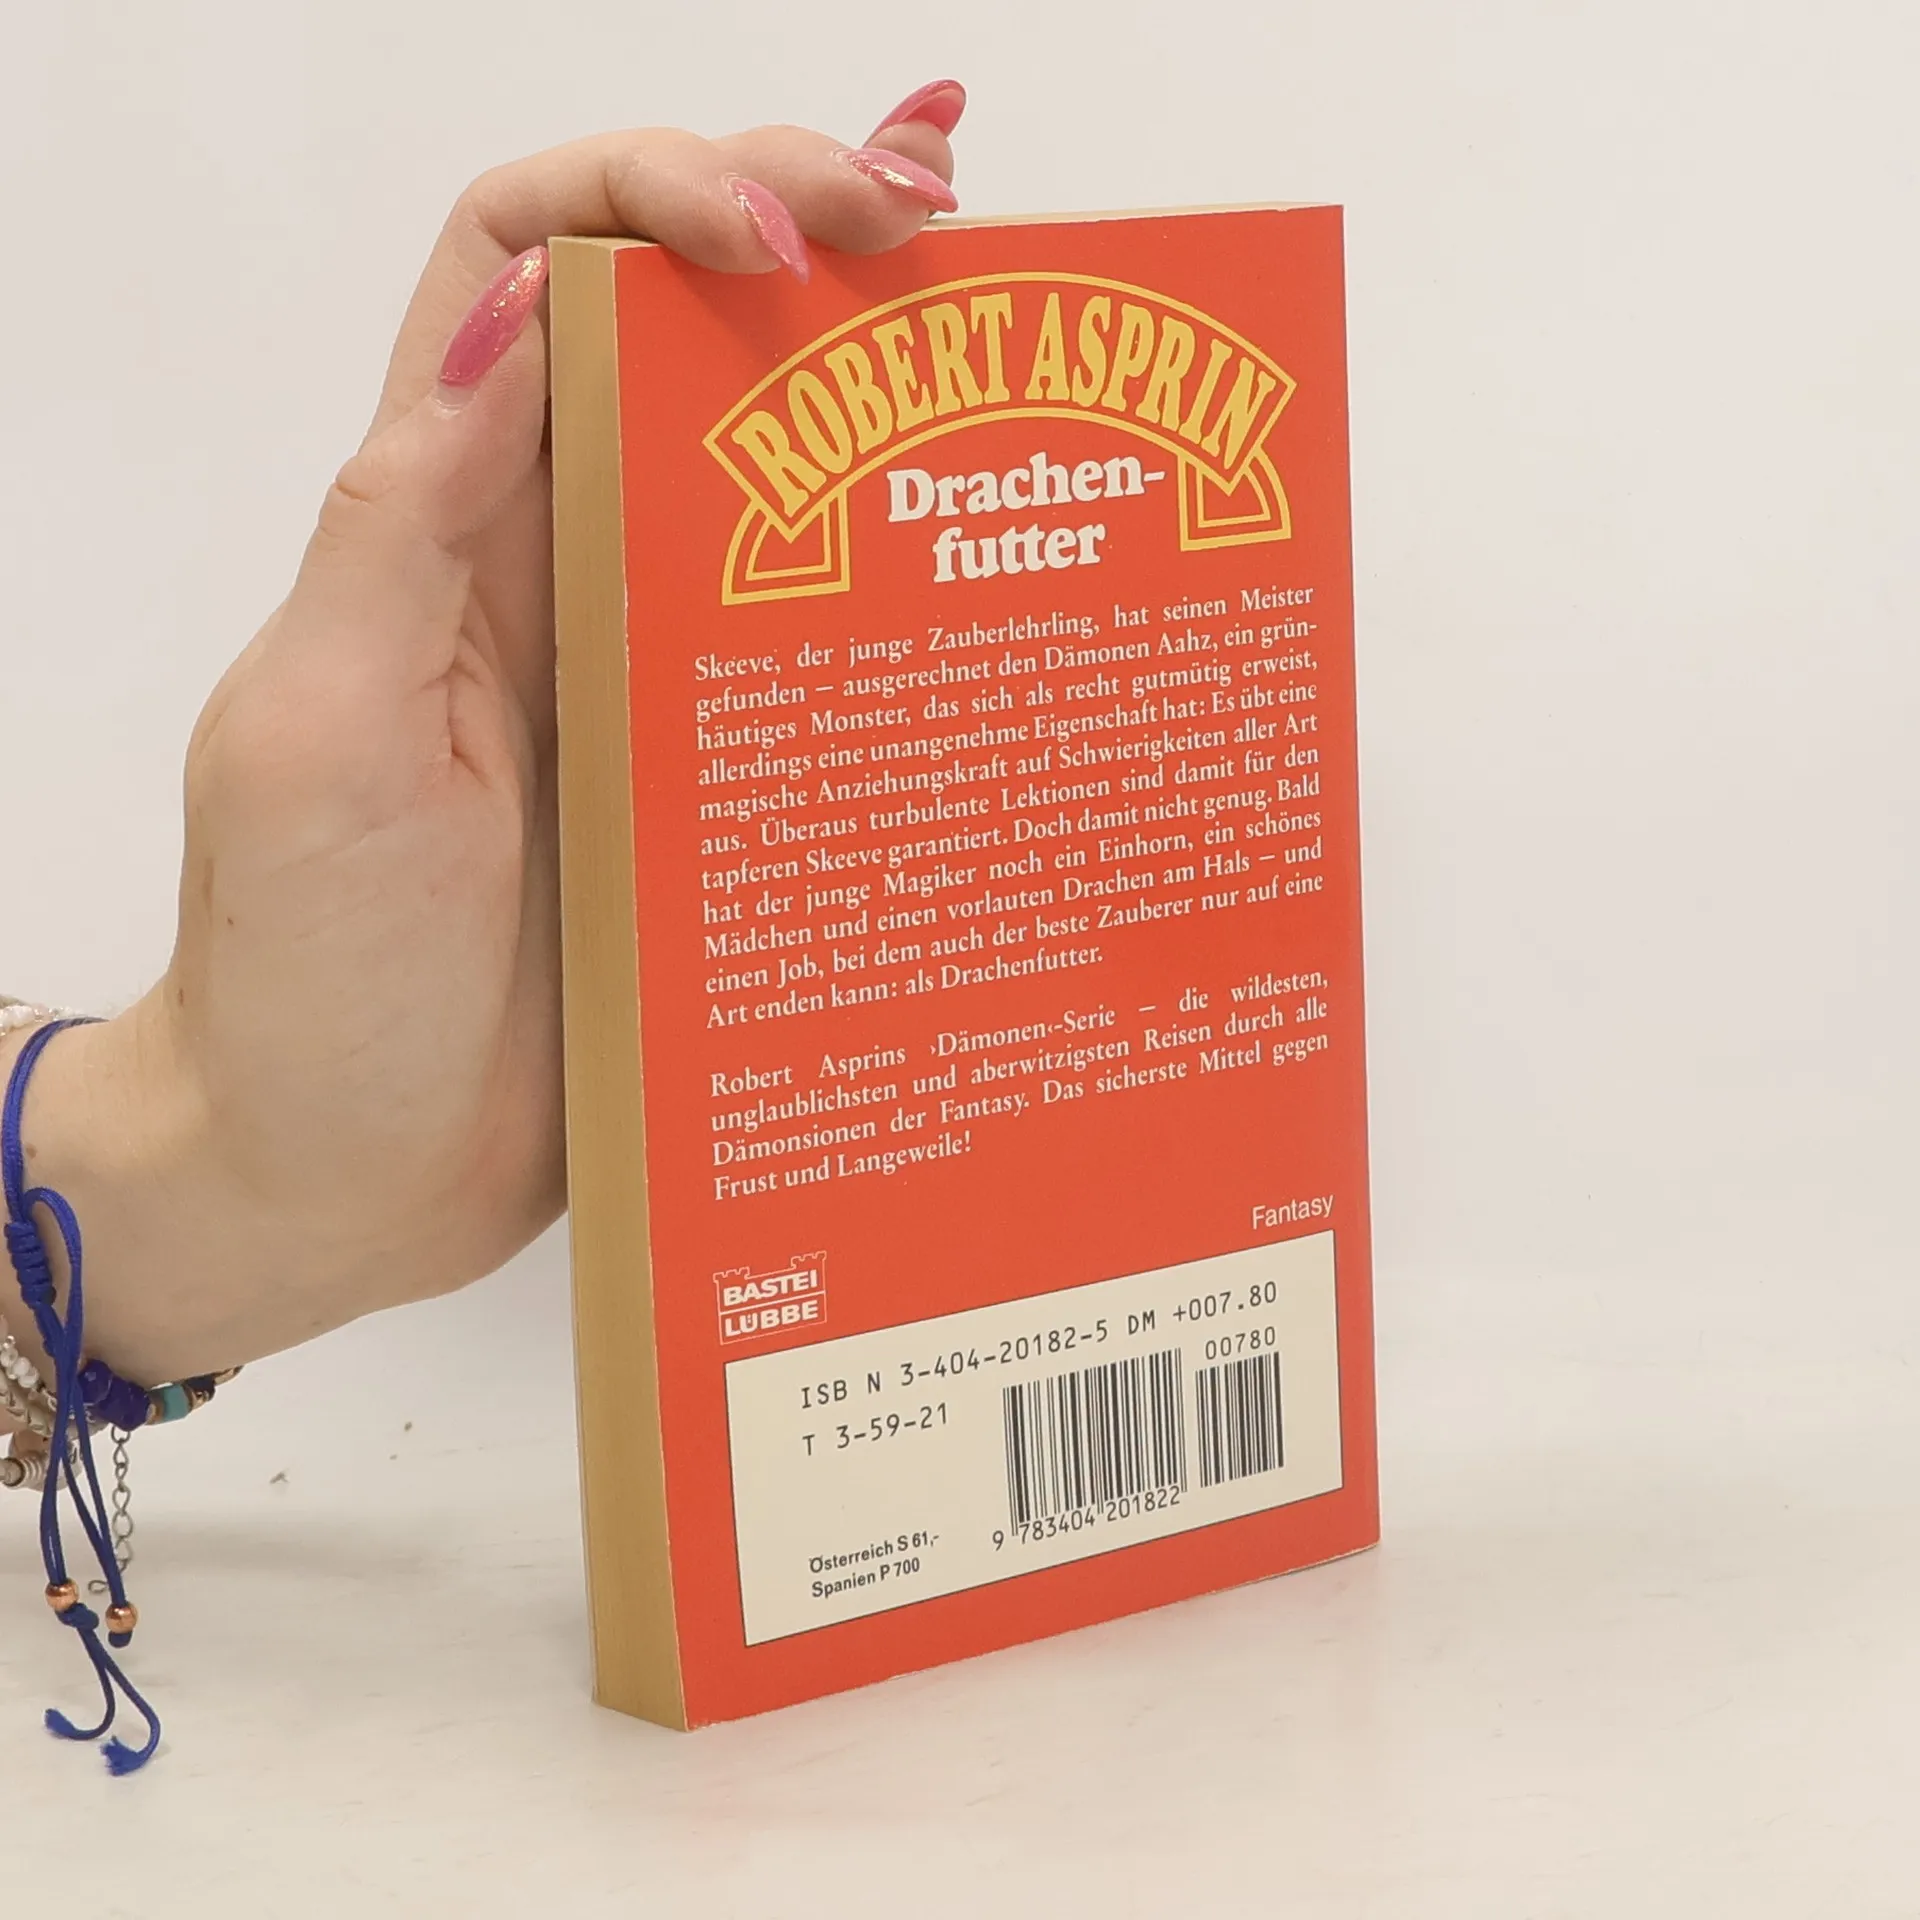 ROBERT ASPRIN
Drachen-
futter
Skeeve, der junge Zauberlehrling, hat seinen Meister
gefunden – ausgerechnet den Dämonen Aahz, ein grün-
häutiges Monster, das sich als recht gutmütig erweist,
allerdings eine unangenehme Eigenschaft hat: Es übt eine
magische Anziehungskraft auf Schwierigkeiten aller Art
aus. Überaus turbulente Lektionen sind damit für den
tapferen Skeeve garantiert. Doch damit nicht genug. Bald
hat der junge Magiker noch ein Einhorn, ein schönes
Mädchen und einen vorlauten Drachen am Hals – und
einen Job, bei dem auch der beste Zauberer nur auf eine
Art enden kann: als Drachenfutter.
Robert Asprins ›Dämonen‹-Serie – die wildesten,
unglaublichsten und aberwitzigsten Reisen durch alle
Dämonsionen der Fantasy. Das sicherste Mittel gegen
Frust und Langeweile!
Fantasy
BASTEI
LÜBBE
ISB N 3-404-20182-5 DM +007.80
T 3-59-21
00780
9 783404 201822
Österreich S 61,-
Spanien P 700